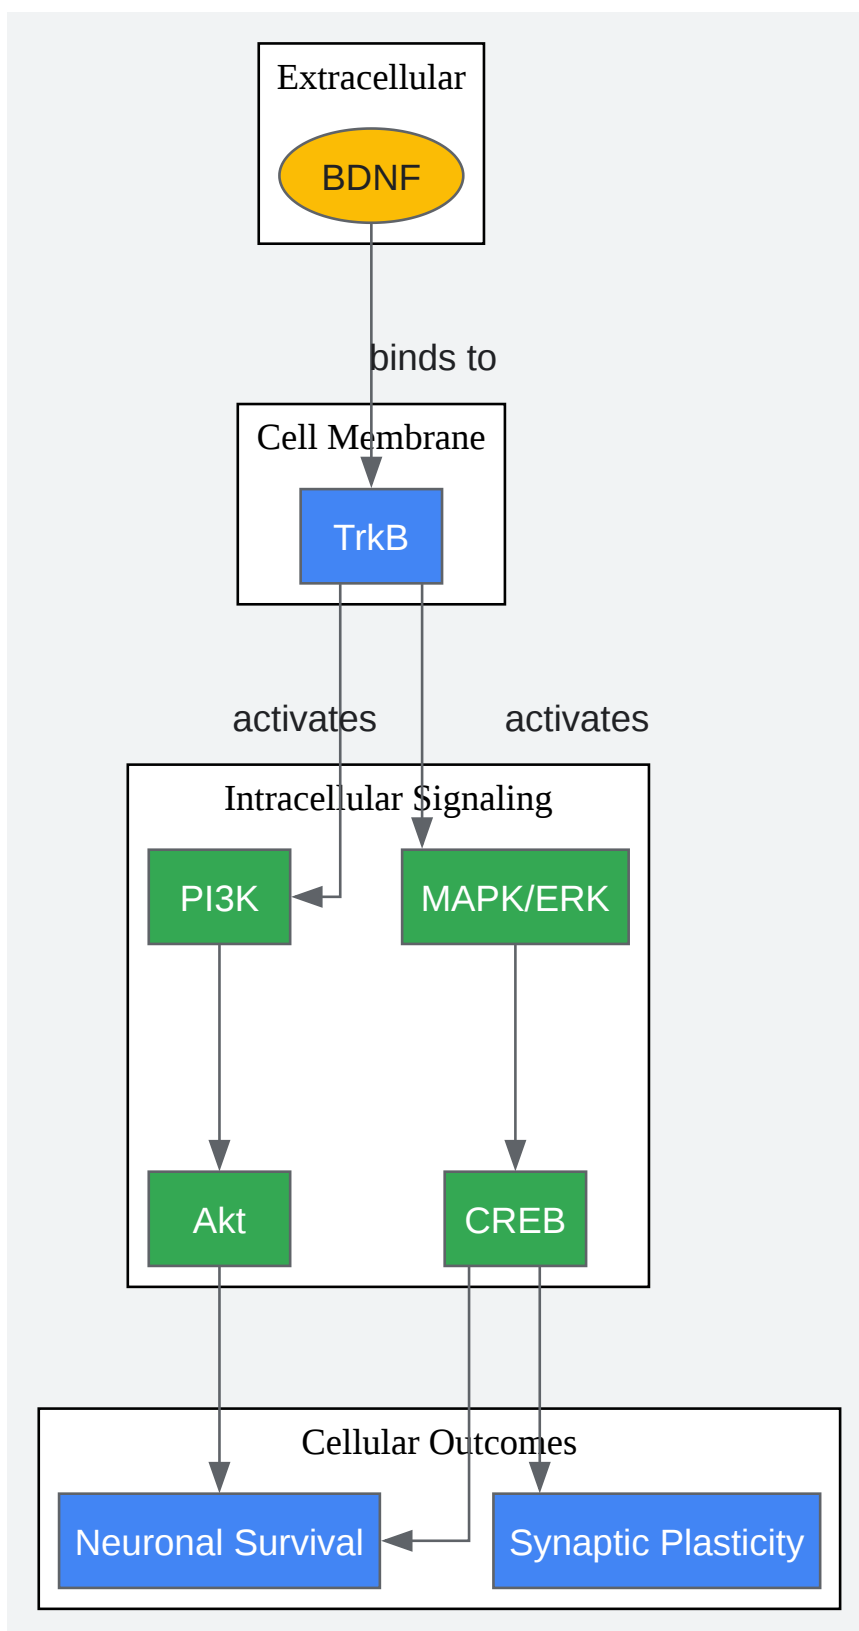 Extracellular
BDNF
binds to
Cell Membrane
TrkB
activates
activates
Intracellular Signaling
PI3K
MAPK/ERK
Akt
CREB
Cellular Outcomes
Neuronal Survival
Synaptic Plasticity